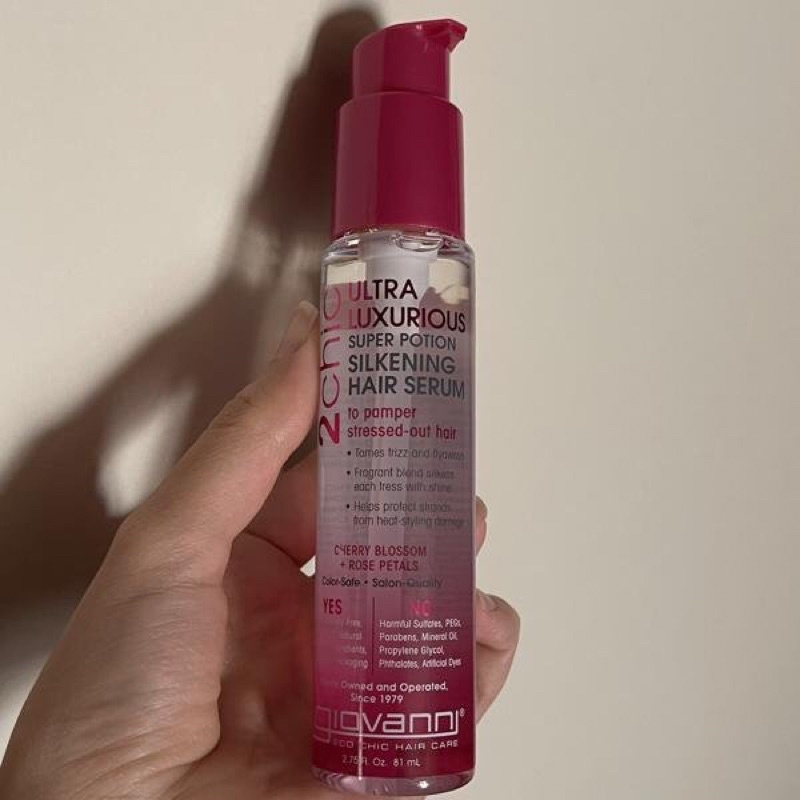 2chic
ULTRA
LUXURIOUS
SUPER POTION
SILKENING
HAIR SERUM
to pamper
stressed-out hair
• Tames frizz and flyaways
• Fragrant blend silkens
each tress with shine
• Helps protect strands
from heat-styling damage
CHERRY BLOSSOM
+ ROSE PETALS
Color-Safe • Salon-Quality
YES
Free,
NO
Harmful Sulfates, PEGs,
Parabens, Mineral Oil,
Propylene Glycol,
Phthalates, Artificial Dyes
Owned and Operated,
Since 1979
giovanni®
ECO CHIC HAIR CARE
2.75 Fl. Oz. 81 mL